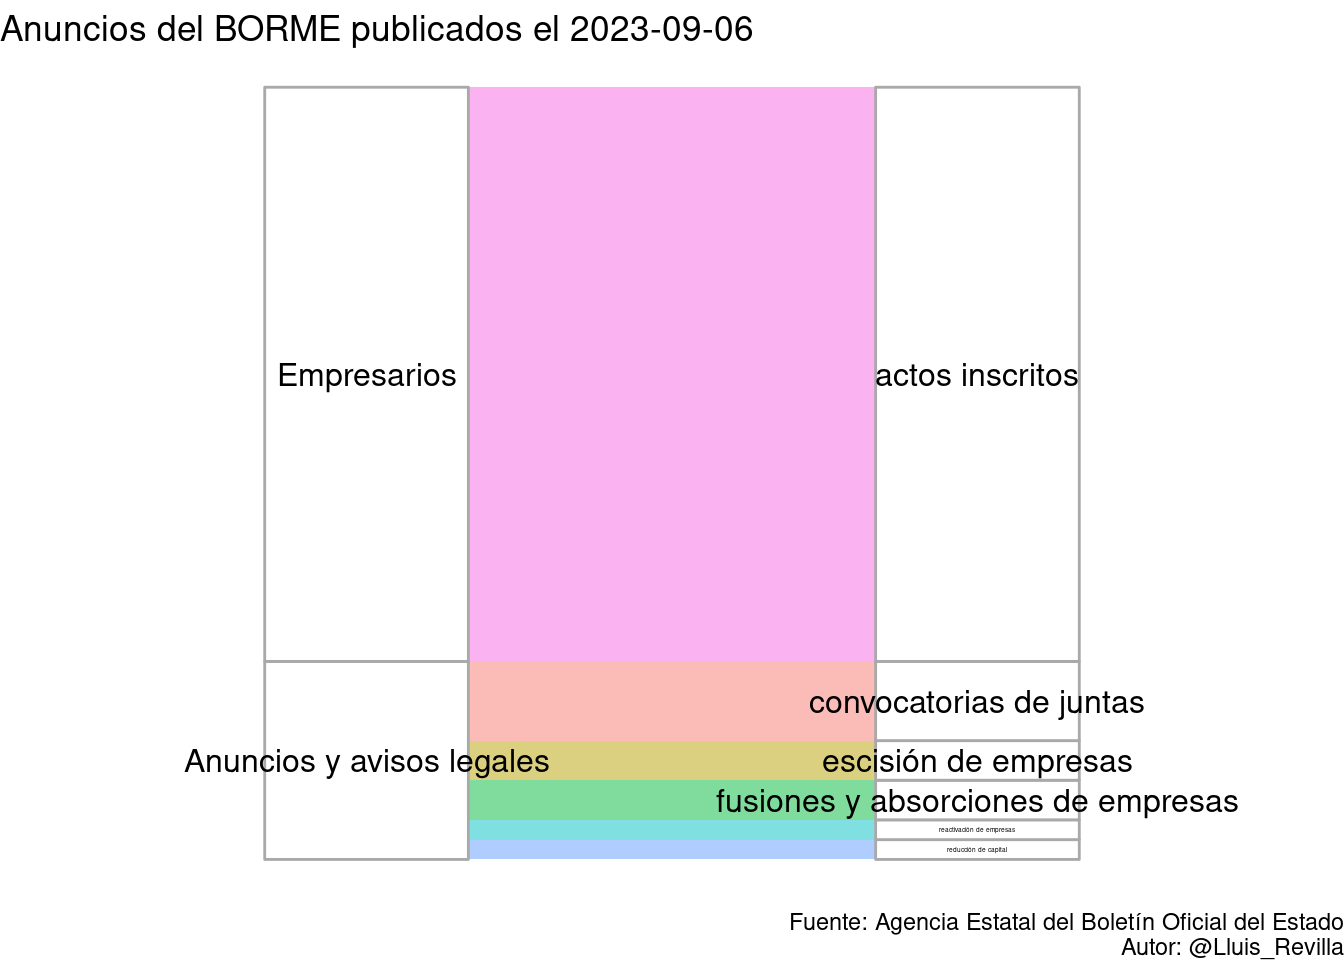 Anuncios del BORME publicados el 2023-09-06
Empresarios
actos inscritos
convocatorias de juntas
Anuncios y avisos legales
escisión de empresas
fusiones y absorciones de empresas
reactivación de empresas
reducción de capital
Fuente: Agencia Estatal del Boletín Oficial del Estado
Autor: @Lluis_Revilla